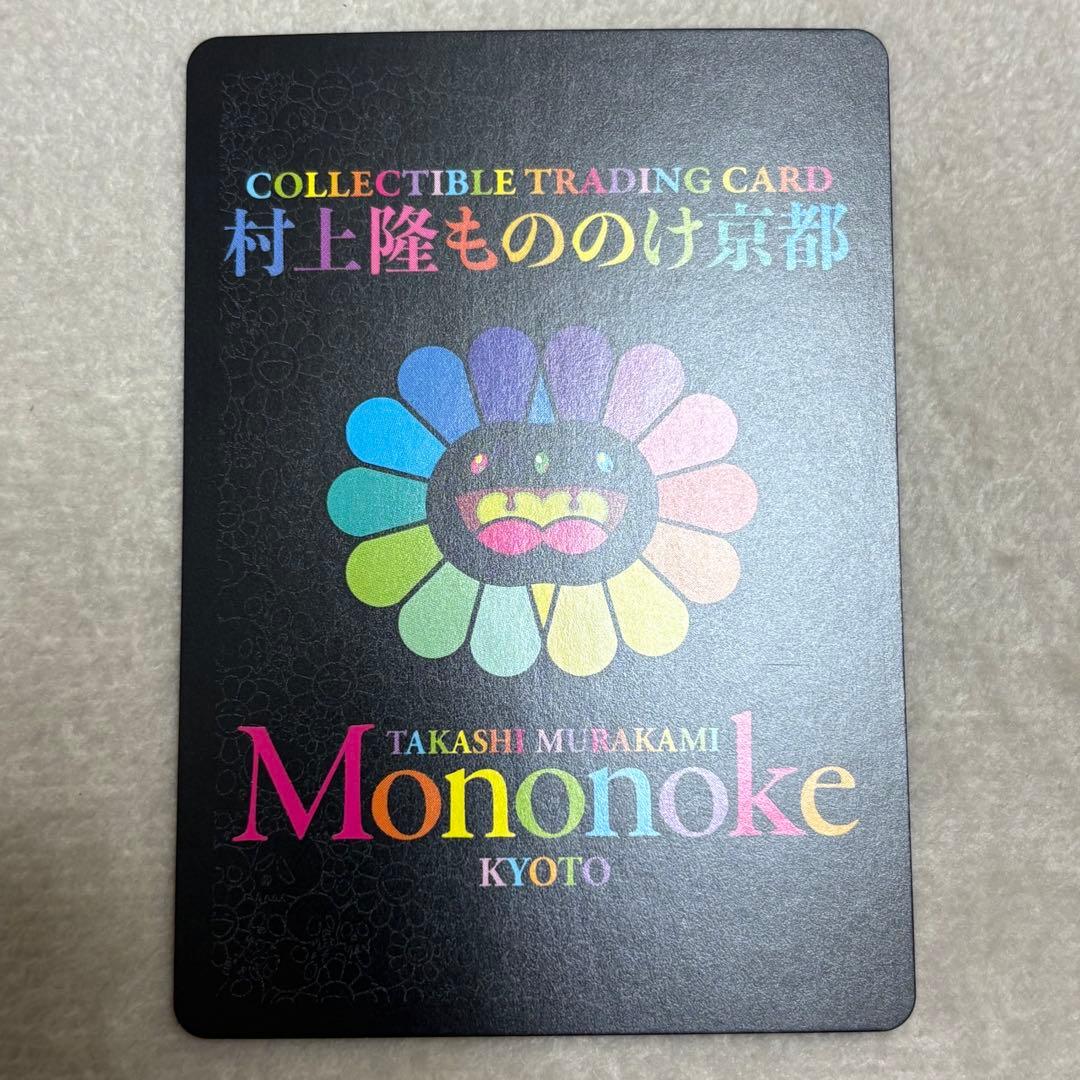 COLLECTIBLE TRADING CARD
村上隆もののけ京都
TAKASHI MURAKAMI
Mononoke
KYOTO